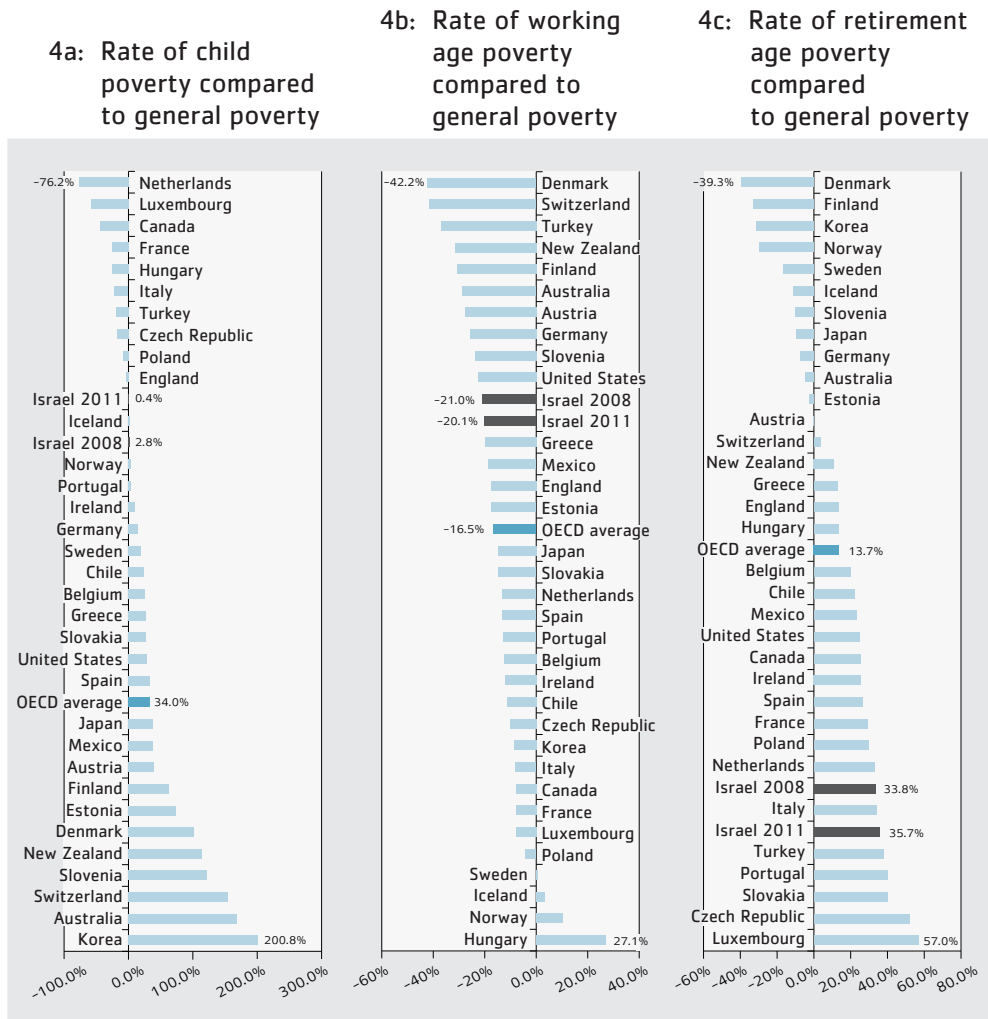 4a: Rate of child
poverty compared
to general poverty
4b: Rate of working
age poverty
compared to
general poverty
4c: Rate of retirement
age poverty
compared
to general poverty
–76.2% Netherlands
Luxembourg
Canada
France
Hungary
Italy
Turkey
Czech Republic
Poland
England
Israel 2011 0.4%
Iceland
Israel 2008 2.8%
Norway
Portugal
Ireland
Germany
Sweden
Chile
Belgium
Greece
Slovakia
United States
Spain
OECD average 34.0%
Japan
Mexico
Austria
Finland
Estonia
Denmark
New Zealand
Slovenia
Switzerland
Australia
Korea 200.8%
–100.0% 0.0% 100.0% 200.0% 300.0%
–42.2% Denmark
Switzerland
Turkey
New Zealand
Finland
Australia
Austria
Germany
Slovenia
United States
–21.0% Israel 2008
–20.1% Israel 2011
Greece
Mexico
England
Estonia
–16.5% OECD average
Japan
Slovakia
Netherlands
Spain
Portugal
Belgium
Ireland
Chile
Czech Republic
Korea
Italy
Canada
France
Luxembourg
Poland
Sweden
Iceland
Norway
Hungary 27.1%
–60% –40% –20% 0.0% 20.0% 40.0%
–39.3% Denmark
Finland
Korea
Norway
Sweden
Iceland
Slovenia
Japan
Germany
Australia
Estonia
Austria
Switzerland
New Zealand
Greece
England
Hungary
OECD average 13.7%
Belgium
Chile
Mexico
United States
Canada
Ireland
Spain
France
Poland
Netherlands
Israel 2008 33.8%
Italy
Israel 2011 35.7%
Turkey
Portugal
Slovakia
Czech Republic
Luxembourg 57.0%
–60% –40% –20% 0.0% 20.0% 40.0% 60.0% 80.0%